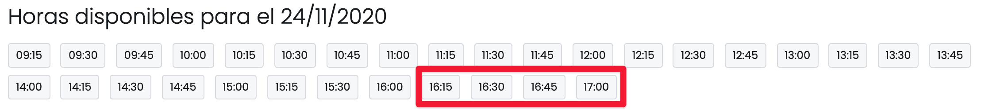 Horas disponibles para el 24/11/2020
09:15 09:30 09:45 10:00 10:15 10:30 10:45 11:00 11:15 11:30 11:45 12:00 12:15 12:30 12:45 13:00 13:15 13:30 13:45
14:00 14:15 14:30 14:45 15:00 15:15 15:30 16:00 16:15 16:30 16:45 17:00